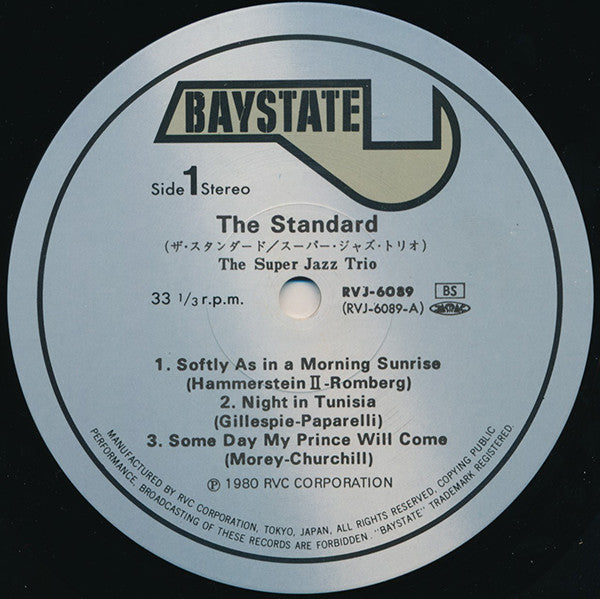 BAYSTATE
Side 1 Stereo
The Standard
(ザ・スタンダード/スーパー・ジャズ・トリオ)
The Super Jazz Trio
33 1/3 r.p.m.
RVJ-6089 BS
(RVJ-6089-A) JASRAC
1. Softly As in a Morning Sunrise
(Hammerstein II-Romberg)
2. Night in Tunisia
(Gillespie-Paparelli)
3. Some Day My Prince Will Come
(Morey-Churchill)
Ⓟ 1980 RVC CORPORATION
MANUFACTURED BY RVC CORPORATION, TOKYO, JAPAN, ALL RIGHTS RESERVED. COPYING PUBLIC
PERFORMANCE, BROADCASTING OF THESE RECORDS ARE FORBIDDEN. "BAYSTATE" TRADEMARK REGISTERED.